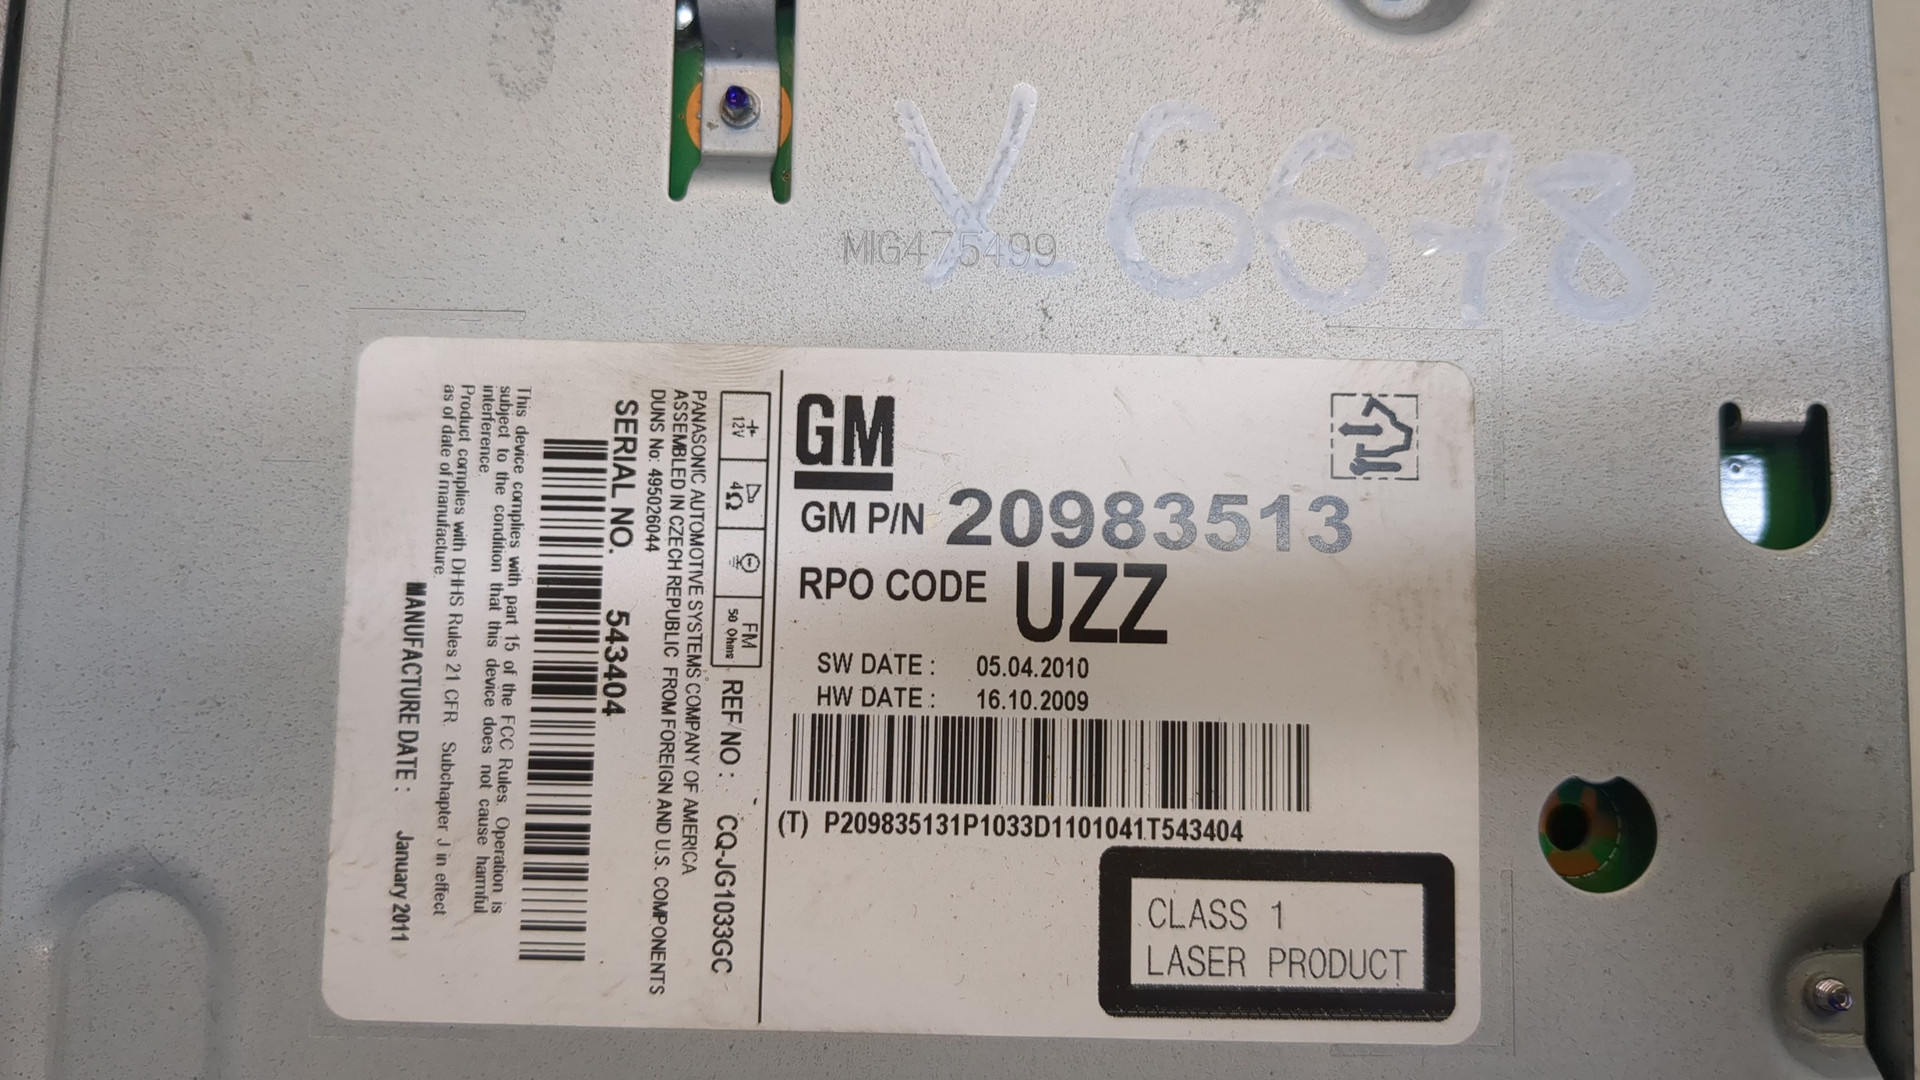 X-6678
MIG475499
GM
GM P/N 20983513
RPO CODE UZZ
SW DATE : 05.04.2010
HW DATE : 16.10.2009
(T) P209835131P1033D1101041T543404
CLASS 1
LASER PRODUCT
12V 4Ω FM 50 Ohms
REF NO : CQ-JG1033GC
PANASONIC AUTOMOTIVE SYSTEMS COMPANY OF AMERICA
ASSEMBLED IN CZECH REPUBLIC FROM FOREIGN AND U.S. COMPONENTS
DUNS No: 495026044
SERIAL NO. 543404
This device complies with part 15 of the FCC Rules. Operation is
subject to the condition that this device does not cause harmful
interference.
Product complies with DHHS Rules 21 CFR Subchapter J in effect
as of date of manufacture.
MANUFACTURE DATE : January 2011